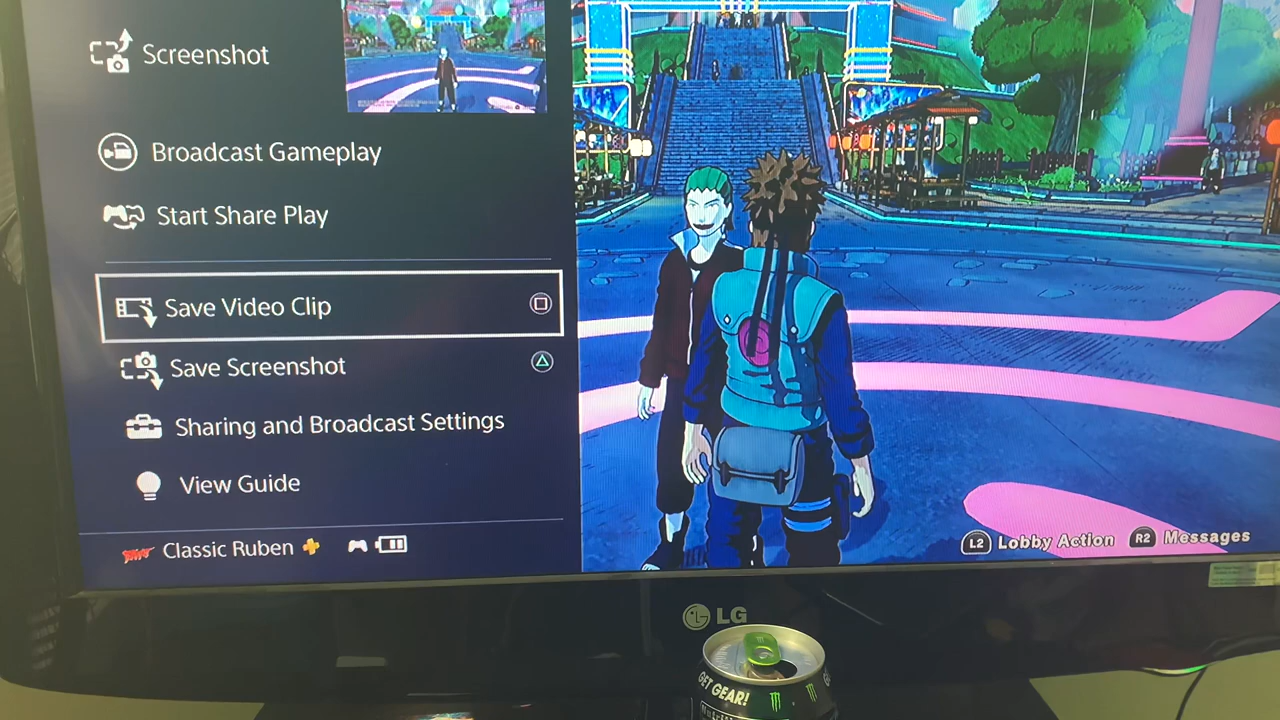 Screenshot
Broadcast Gameplay
Start Share Play
Save Video Clip
Save Screenshot
Sharing and Broadcast Settings
View Guide
Classic Ruben
L2 Lobby Action R2 Messages
LG
GET GEAR!